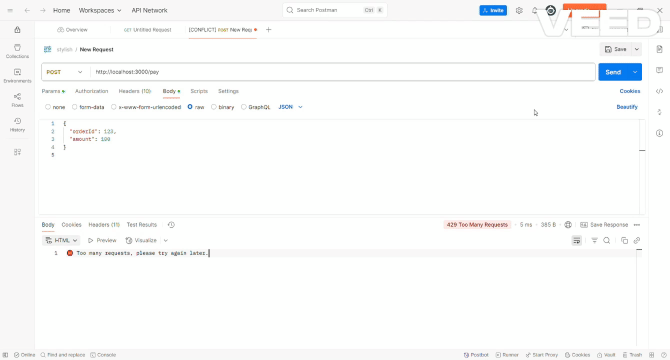 Home Workspaces API Network Search Postman Ctrl K Invite
VEED
Overview Untitled Request [CONFLICT] POST New Req
stylish / New Request Save
POST http://localhost:3000/pay Send
Params Authorization Headers (10) Body Scripts Settings Cookies
none form-data x-www-form-urlencoded raw binary GraphQL JSON Beautify
1 {
2 "orderId": 123,
3 "amount": 100
4 }
5
Body Cookies Headers (11) Test Results 429 Too Many Requests 5 ms 385 B Save Response
HTML Preview Visualize
1 Too many requests, please try again later.
Collections
Environments
Flows
History
Online Find and replace Console Postbot Runner Start Proxy Cookies Vault Trash